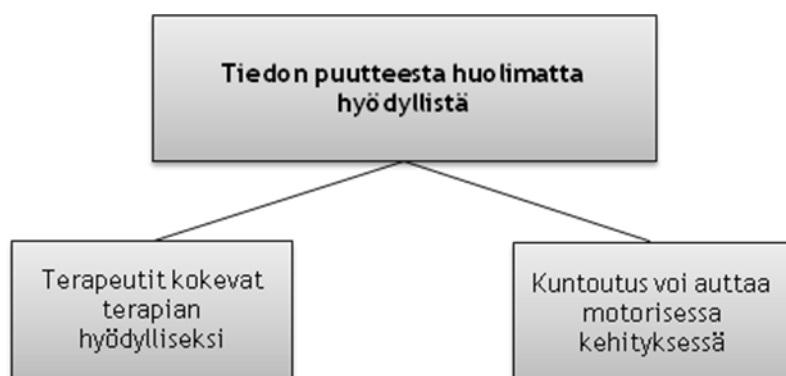 Tiedon puutteesta huolimatta
hyödyllistä
Terapeutit kokevat
terapian
hyödylliseksi
Kuntoutus voi auttaa
motorisessa
kehityksessä